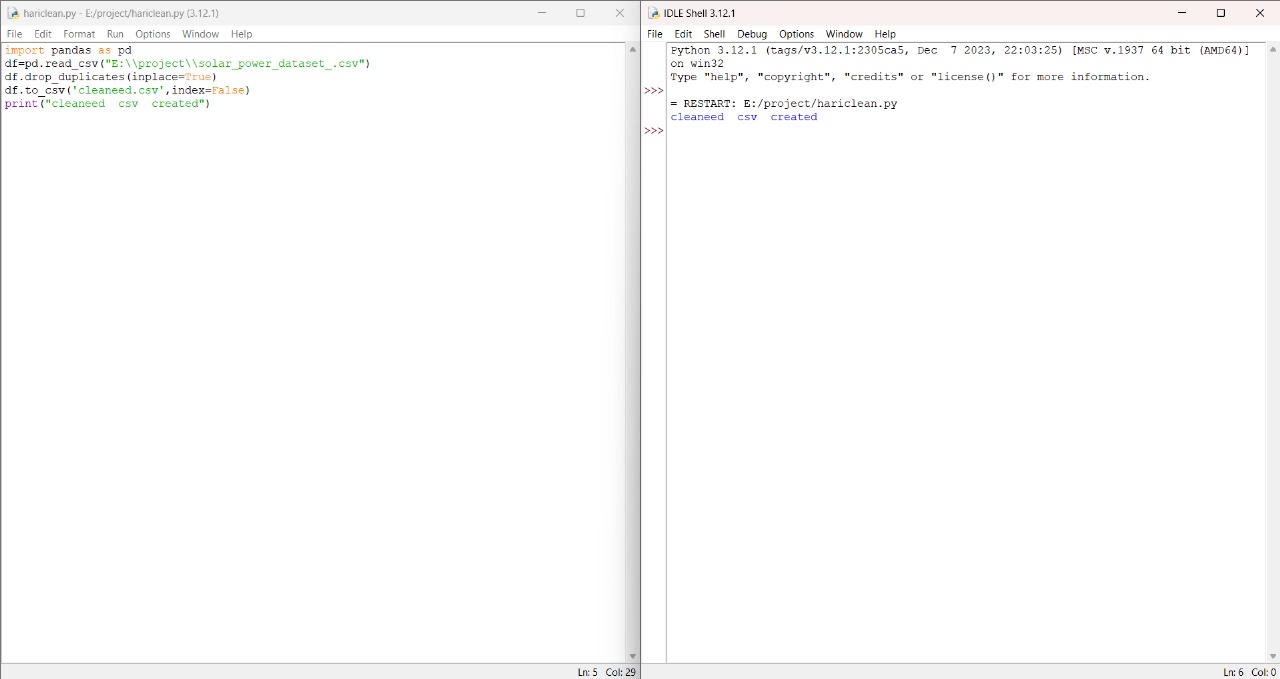 hariclean.py - E:/project/hariclean.py (3.12.1)
File Edit Format Run Options Window Help
import pandas as pd
df=pd.read_csv("E:\\project\\solar_power_dataset_.csv")
df.drop_duplicates(inplace=True)
df.to_csv('cleaneed.csv',index=False)
print("cleaneed  csv  created")
Ln: 5 Col: 29
IDLE Shell 3.12.1
File Edit Shell Debug Options Window Help
Python 3.12.1 (tags/v3.12.1:2305ca5, Dec  7 2023, 22:03:25) [MSC v.1937 64 bit (AMD64)]
on win32
Type "help", "copyright", "credits" or "license()" for more information.
>>>
= RESTART: E:/project/hariclean.py
cleaneed  csv  created
>>>
Ln: 6 Col: 0